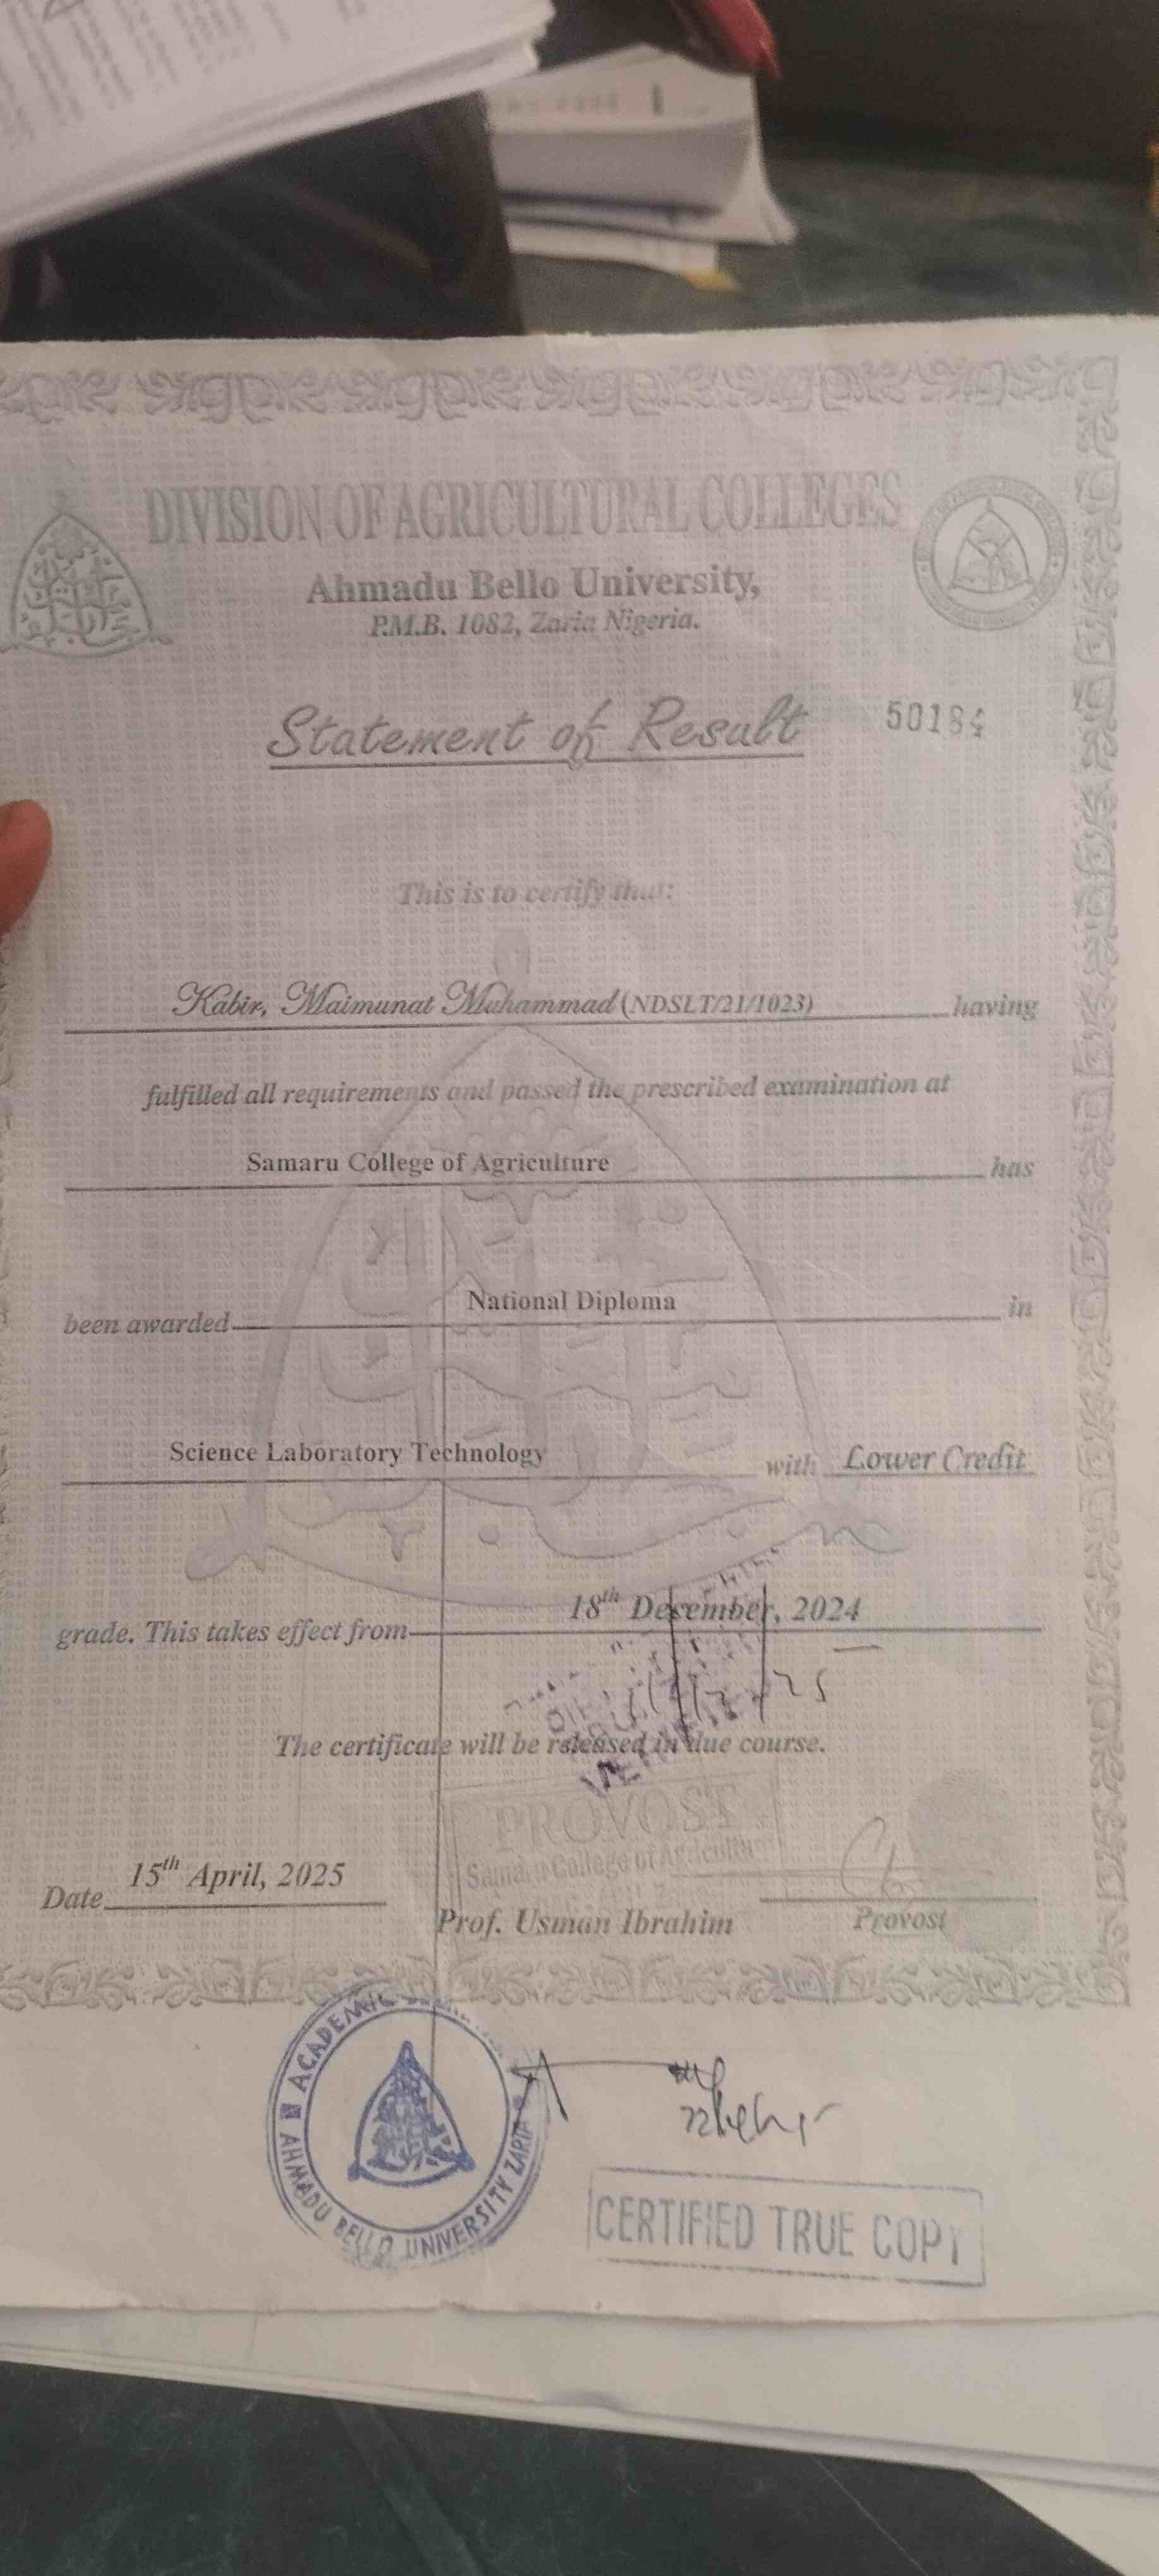 DIVISION OF AGRICULTURAL COLLEGES
Ahmadu Bello University,
P.M.B. 1082, Zaria Nigeria.
Statement of Result
50184
This is to certify that:
Kabir, Maimunat Muhammad (NDSLT/21/1023) having
fulfilled all requirements and passed the prescribed examination at
Samaru College of Agriculture has
been awarded National Diploma in
Science Laboratory Technology with Lower Credit
grade. This takes effect from 18th December, 2024
The certificate will be released in due course.
PROVOST
Samaru College of Agriculture
Date 15th April, 2025
Prof. Usman Ibrahim
Provost
ACADEMIC
AHMADU BELLO UNIVERSITY ZARIA
CERTIFIED TRUE COPY